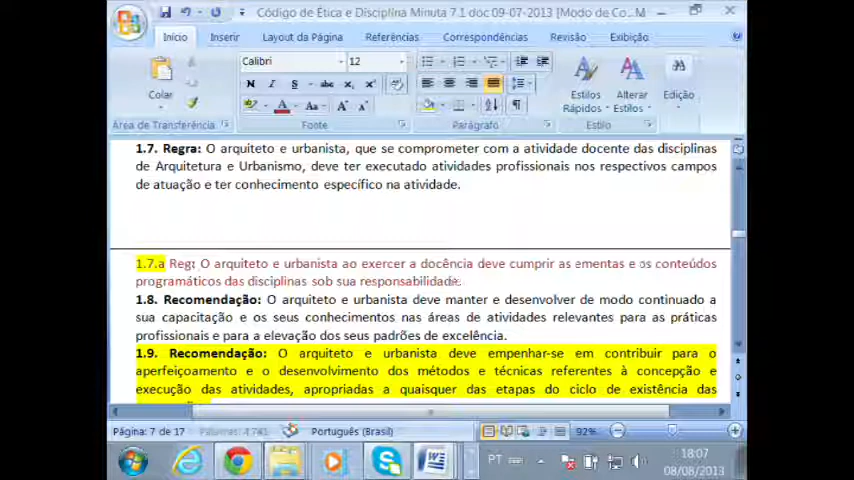 Código de Ética e Disciplina Minuta 7.1 doc 09-07-2013 [Modo de Co... M
Início Inserir Layout da Página Referências Correspondências Revisão Exibição
Calibri 12
Colar
N I S abc x₂ x²
A Aa A A
Estilos Rápidos
Alterar Estilos
Edição
Área de Transferência Fonte Parágrafo Estilo
1.7. Regra: O arquiteto e urbanista, que se comprometer com a atividade docente das disciplinas
de Arquitetura e Urbanismo, deve ter executado atividades profissionais nos respectivos campos
de atuação e ter conhecimento específico na atividade.
1.7.a Regr O arquiteto e urbanista ao exercer a docência deve cumprir as ementas e os conteúdos
programáticos das disciplinas sob sua responsabilidade.
1.8. Recomendação: O arquiteto e urbanista deve manter e desenvolver de modo continuado a
sua capacitação e os seus conhecimentos nas áreas de atividades relevantes para as práticas
profissionais e para a elevação dos seus padrões de excelência.
1.9. Recomendação: O arquiteto e urbanista deve empenhar-se em contribuir para o
aperfeiçoamento e o desenvolvimento dos métodos e técnicas referentes à concepção e
execução das atividades, apropriadas a quaisquer das etapas do ciclo de existência das
Página: 7 de 17 Palavras: 4.741 Português (Brasil) 92%
PT 18:07
08/08/2013